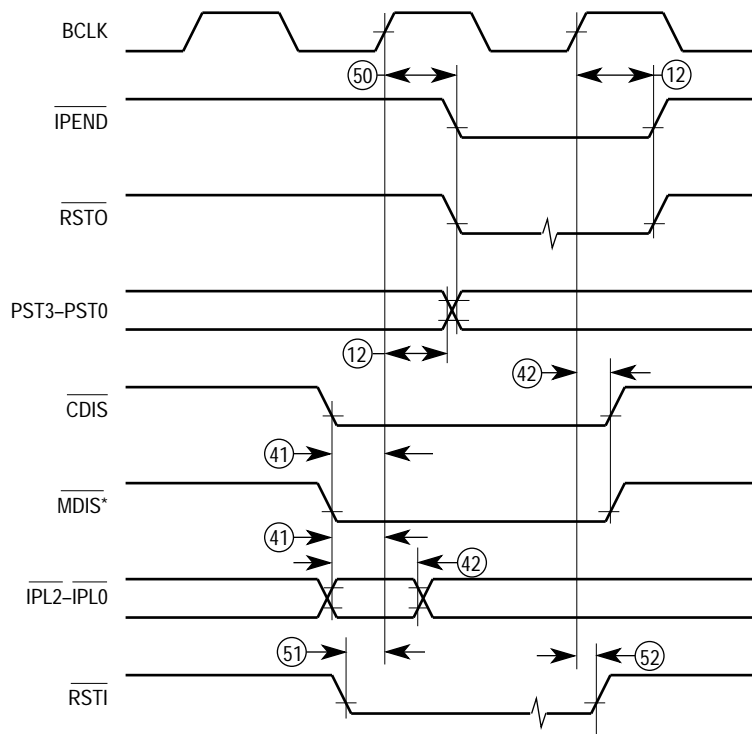 BCLK
50
12
IPEND
RSTO
PST3–PST0
12
42
CDIS
41
MDIS*
41
42
IPL2–IPL0
51
52
RSTI